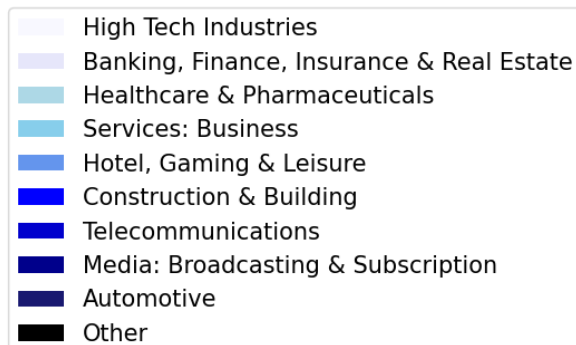 High Tech Industries
Banking, Finance, Insurance & Real Estate
Healthcare & Pharmaceuticals
Services: Business
Hotel, Gaming & Leisure
Construction & Building
Telecommunications
Media: Broadcasting & Subscription
Automotive
Other